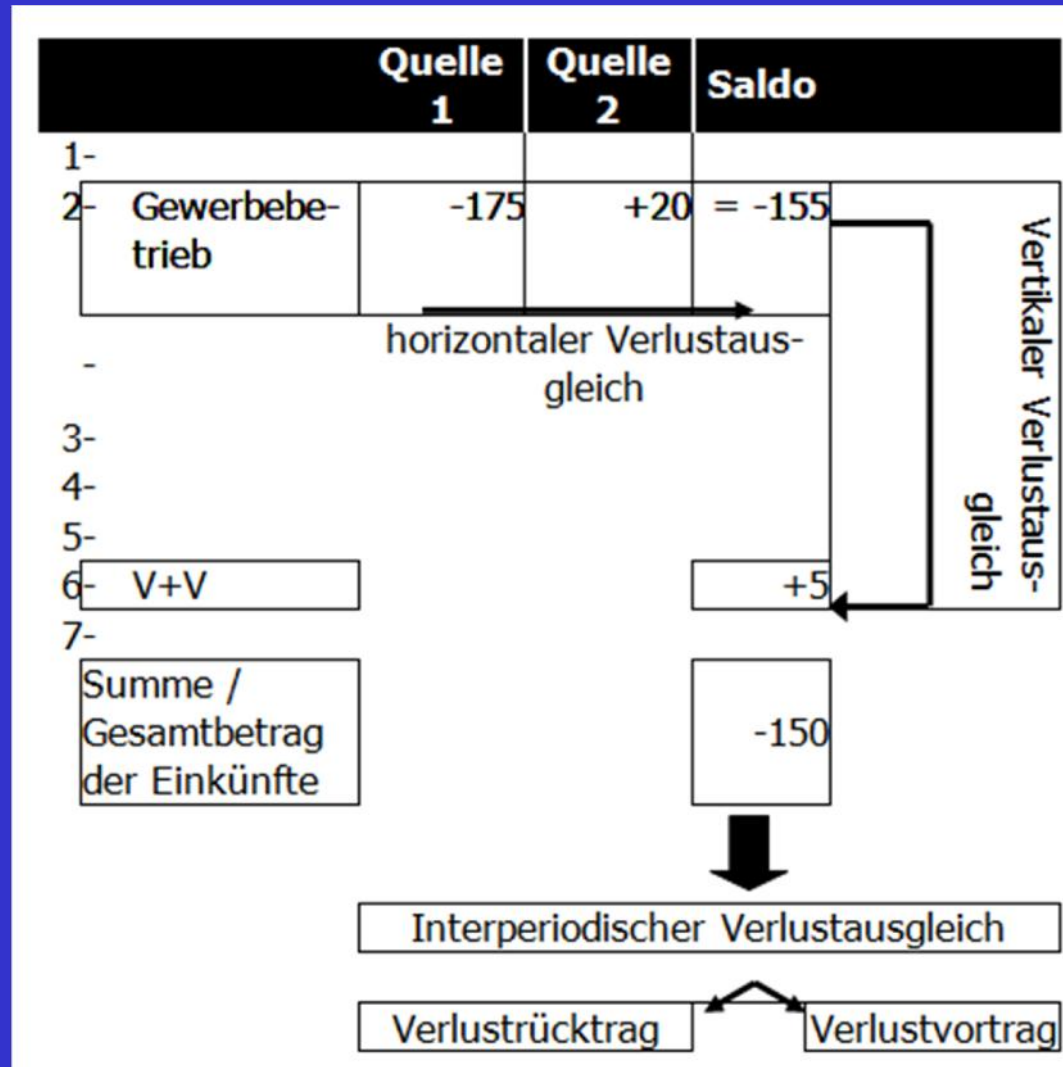 Quelle 1 Quelle 2 Saldo
1-
2- Gewerbebe- -175 +20 = -155
trieb
horizontaler Verlustaus-
gleich
-
3-
4-
5-
6- V+V +5
7-
Vertikaler Verlustaus-
gleich
Summe /
Gesamtbetrag -150
der Einkünfte
Interperiodischer Verlustausgleich
Verlustrücktrag Verlustvortrag